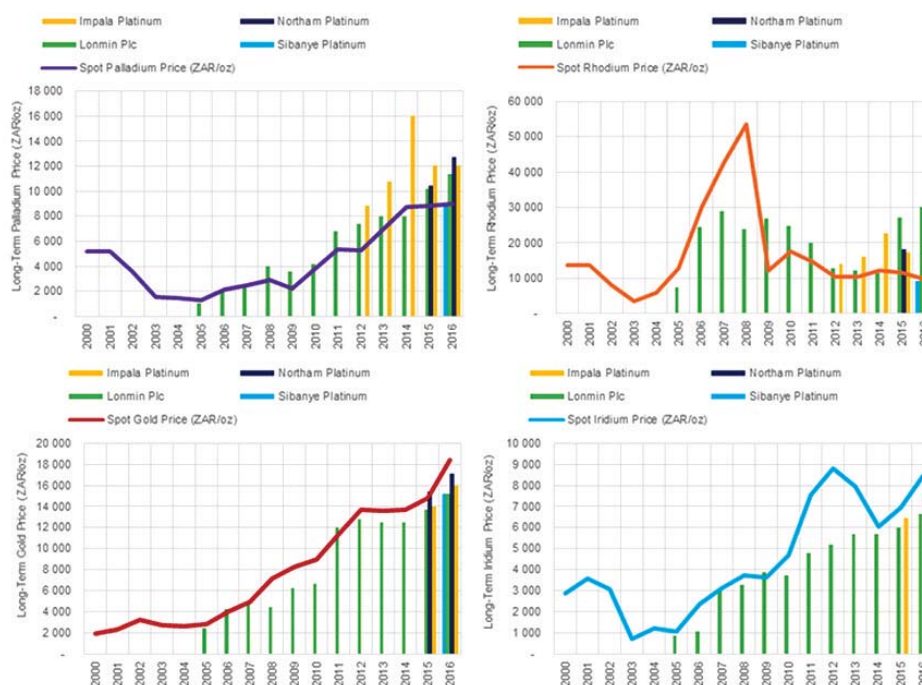 Impala Platinum
Northam Platinum
Lonmin Plc
Sibanye Platinum
Spot Palladium Price (ZAR/oz)
Long-Term Palladium Price (ZAR/oz)
18 000
16 000
14 000
12 000
10 000
8 000
6 000
4 000
2 000
-
2000 2001 2002 2003 2004 2005 2006 2007 2008 2009 2010 2011 2012 2013 2014 2015 2016
Impala Platinum
Northam Platinum
Lonmin Plc
Sibanye Platinum
Spot Rhodium Price (ZAR/oz)
Long-Term Rhodium Price (ZAR/oz)
60 000
50 000
40 000
30 000
20 000
10 000
-
2000 2001 2002 2003 2004 2005 2006 2007 2008 2009 2010 2011 2012 2013 2014 2015
Impala Platinum
Northam Platinum
Lonmin Plc
Sibanye Platinum
Spot Gold Price (ZAR/oz)
Long-Term Gold Price (ZAR/oz)
20 000
18 000
16 000
14 000
12 000
10 000
8 000
6 000
4 000
2 000
-
2000 2001 2002 2003 2004 2005 2006 2007 2008 2009 2010 2011 2012 2013 2014 2015 2016
Impala Platinum
Northam Platinum
Lonmin Plc
Sibanye Platinum
Spot Iridium Price (ZAR/oz)
Long-Term Iridium Price (ZAR/oz)
10 000
9 000
8 000
7 000
6 000
5 000
4 000
3 000
2 000
1 000
-
2000 2001 2002 2003 2004 2005 2006 2007 2008 2009 2010 2011 2012 2013 2014 2015